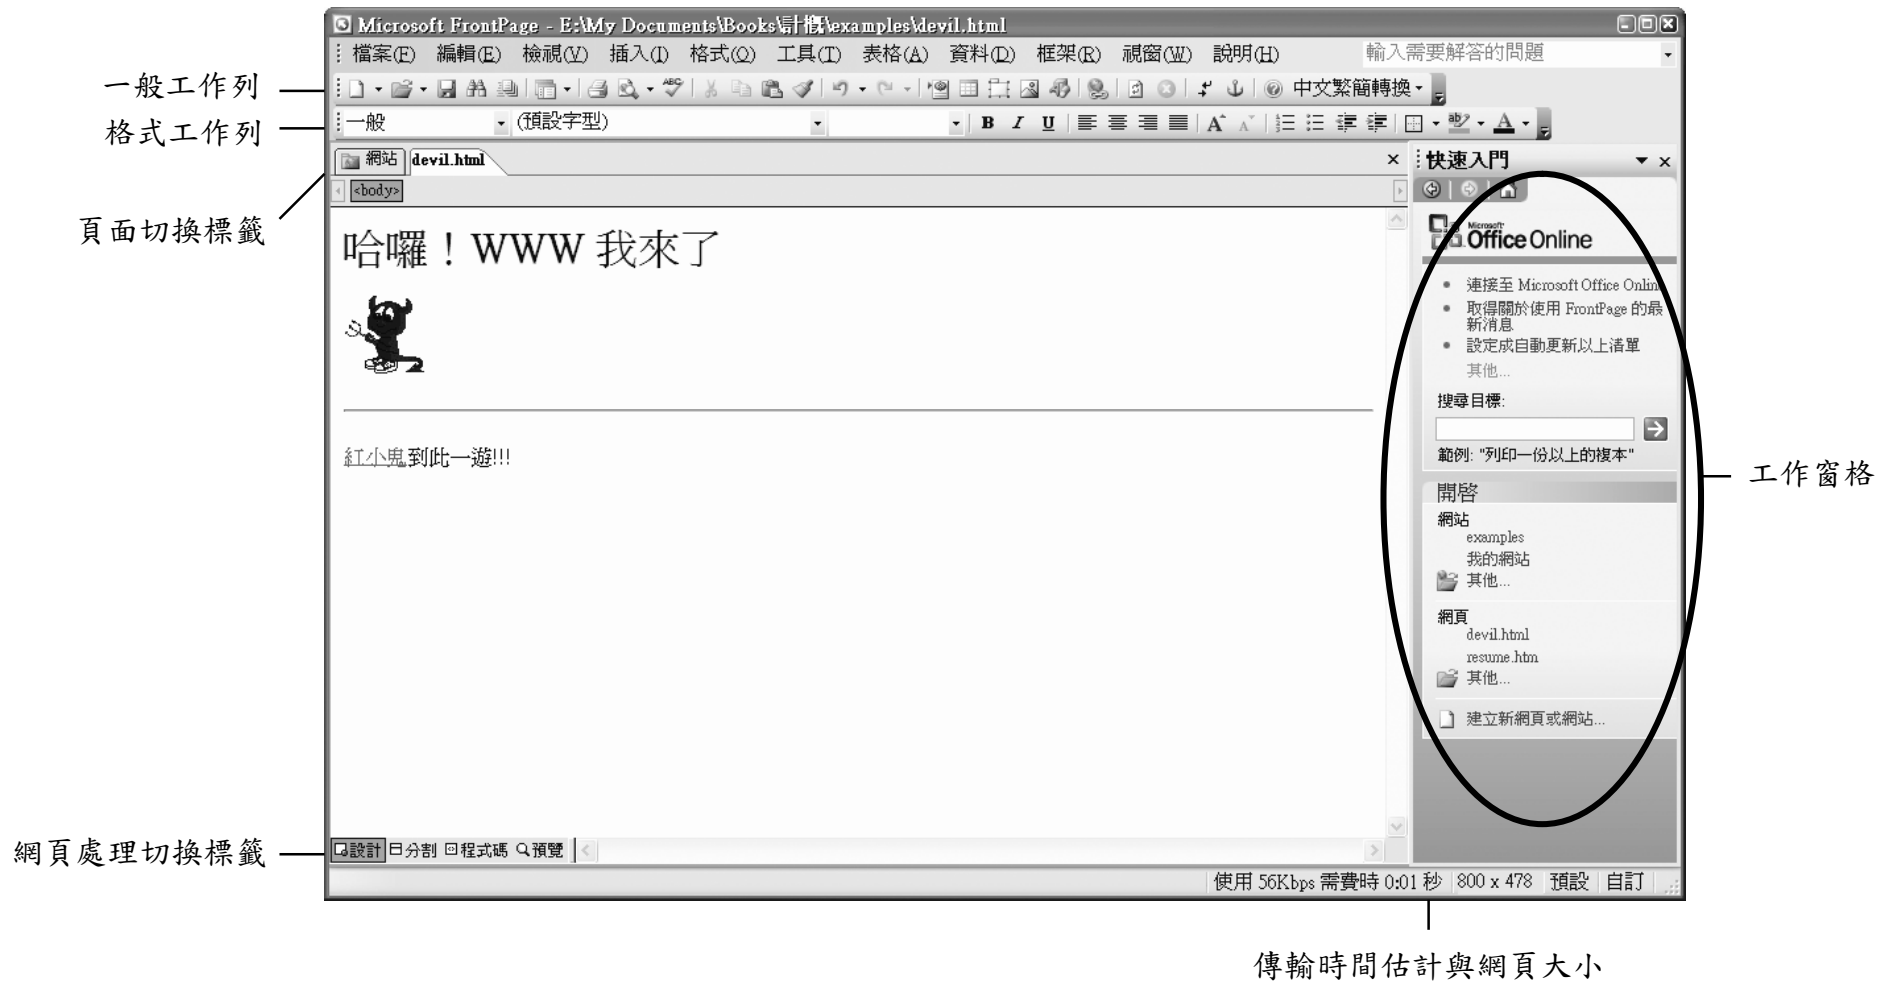 Microsoft FrontPage - E:\My Documents\Books\計概\examples\devil.html
檔案(F) 編輯(E) 檢視(V) 插入(I) 格式(O) 工具(T) 表格(A) 資料(D) 框架(R) 視窗(W) 說明(H) 輸入需要解答的問題
一般工作列
中文繁簡轉換
格式工作列
一般 (預設字型) B I U A A ab A
網站 devil.html
快速入門
<body>
頁面切換標籤
哈囉！WWW 我來了
Microsoft
Office Online
連接至 Microsoft Office Online
取得關於使用 FrontPage 的最
新消息
設定成自動更新以上清單
其他...
搜尋目標:
紅小鬼到此一遊!!!
範例: "列印一份以上的複本"
工作窗格
開啓
網站
examples
我的網站
其他...
網頁
devil.html
resume.htm
其他...
建立新網頁或網站...
網頁處理切換標籤
設計 分割 程式碼 預覽
使用 56Kbps 需費時 0:01 秒 800 x 478 預設 自訂
傳輸時間估計與網頁大小